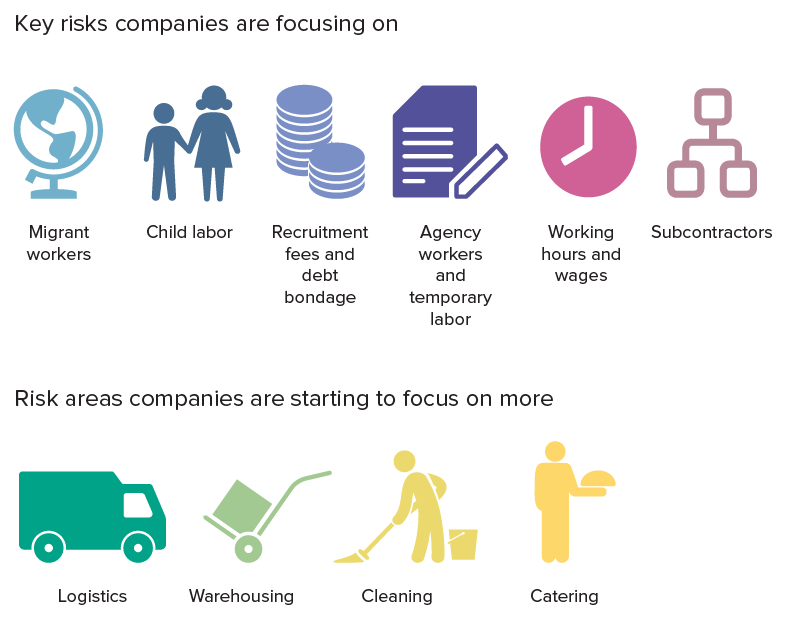 Key risks companies are focusing on
Migrant
workers
Child labor
Recruitment
fees and
debt
bondage
Agency
workers
and
temporary
labor
Working
hours and
wages
Subcontractors
Risk areas companies are starting to focus on more
Logistics
Warehousing
Cleaning
Catering